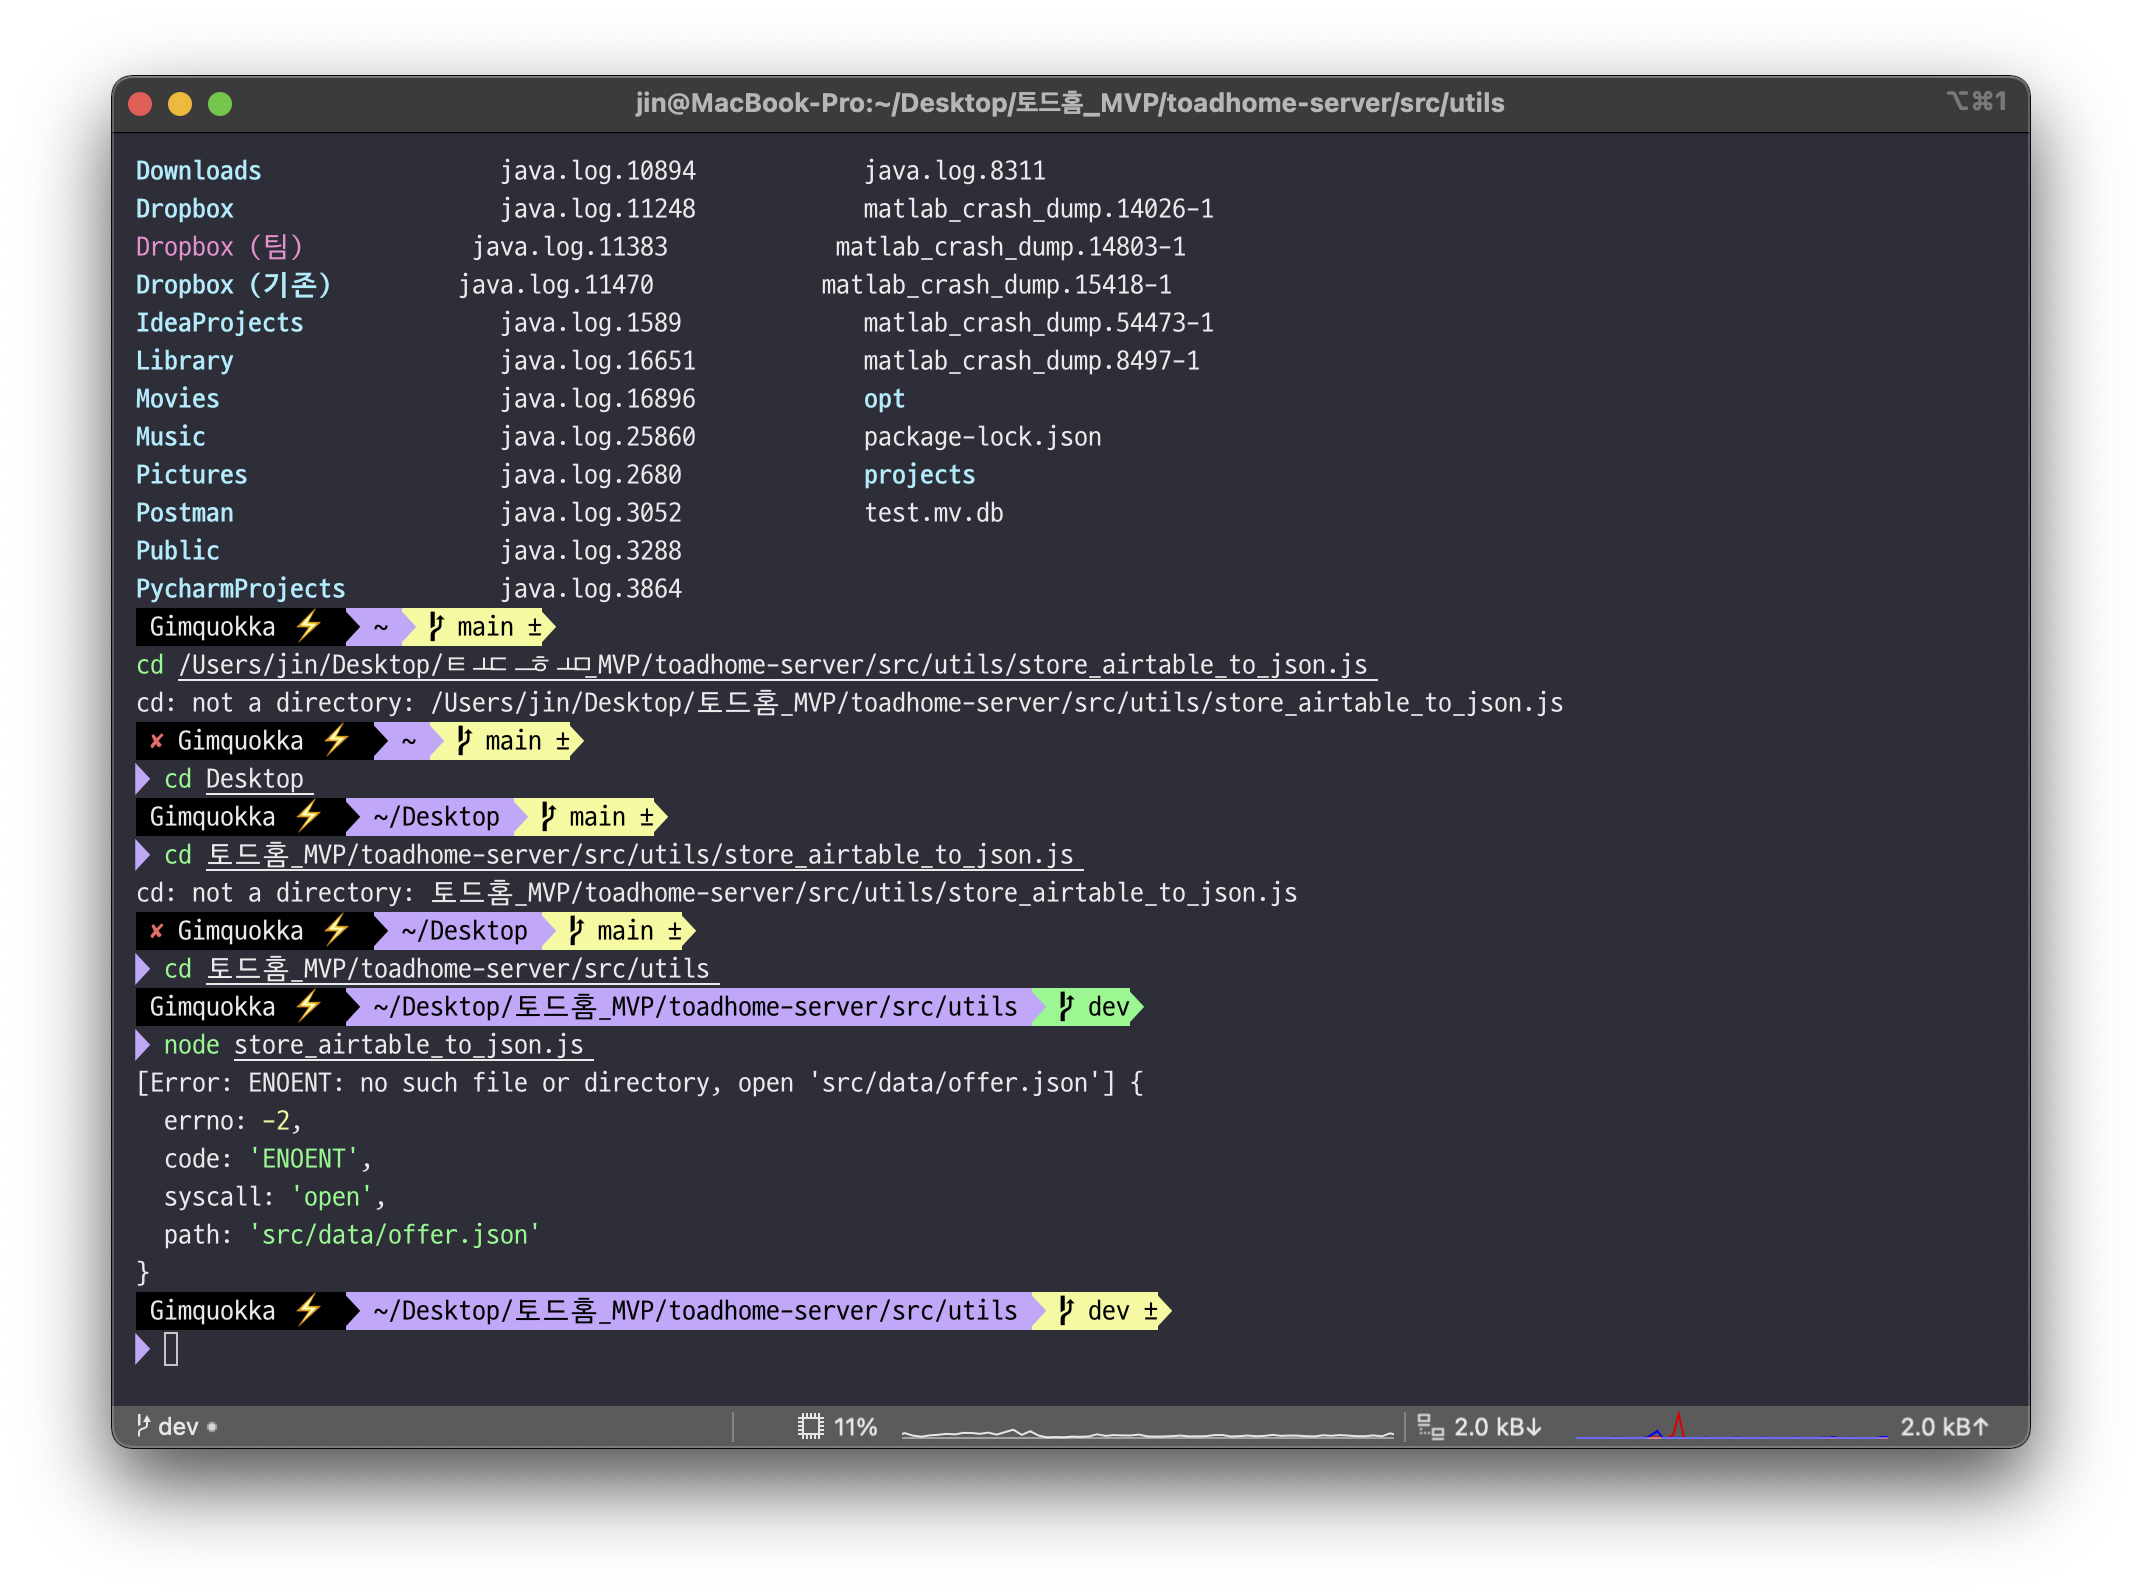 jin@MacBook-Pro:~/Desktop/토드홈_MVP/toadhome-server/src/utils ⌥⌘1
Downloads java.log.10894 java.log.8311
Dropbox java.log.11248 matlab_crash_dump.14026-1
Dropbox (팀) java.log.11383 matlab_crash_dump.14803-1
Dropbox (기존) java.log.11470 matlab_crash_dump.15418-1
IdeaProjects java.log.1589 matlab_crash_dump.54473-1
Library java.log.16651 matlab_crash_dump.8497-1
Movies java.log.16896 opt
Music java.log.25860 package-lock.json
Pictures java.log.2680 projects
Postman java.log.3052 test.mv.db
Public java.log.3288
PycharmProjects java.log.3864
Gimquokka ⚡ ~ main ±
cd /Users/jin/Desktop/ㅌㅗㄷㅡㅎㅗㅁ_MVP/toadhome-server/src/utils/store_airtable_to_json.js
cd: not a directory: /Users/jin/Desktop/토드홈_MVP/toadhome-server/src/utils/store_airtable_to_json.js
✘ Gimquokka ⚡ ~ main ±
cd Desktop
Gimquokka ⚡ ~/Desktop main ±
cd 토드홈_MVP/toadhome-server/src/utils/store_airtable_to_json.js
cd: not a directory: 토드홈_MVP/toadhome-server/src/utils/store_airtable_to_json.js
✘ Gimquokka ⚡ ~/Desktop main ±
cd 토드홈_MVP/toadhome-server/src/utils
Gimquokka ⚡ ~/Desktop/토드홈_MVP/toadhome-server/src/utils dev
node store_airtable_to_json.js
[Error: ENOENT: no such file or directory, open 'src/data/offer.json'] {
errno: -2,
code: 'ENOENT',
syscall: 'open',
path: 'src/data/offer.json'
}
Gimquokka ⚡ ~/Desktop/토드홈_MVP/toadhome-server/src/utils dev ±
dev • 11% 2.0 kB↓ 2.0 kB↑